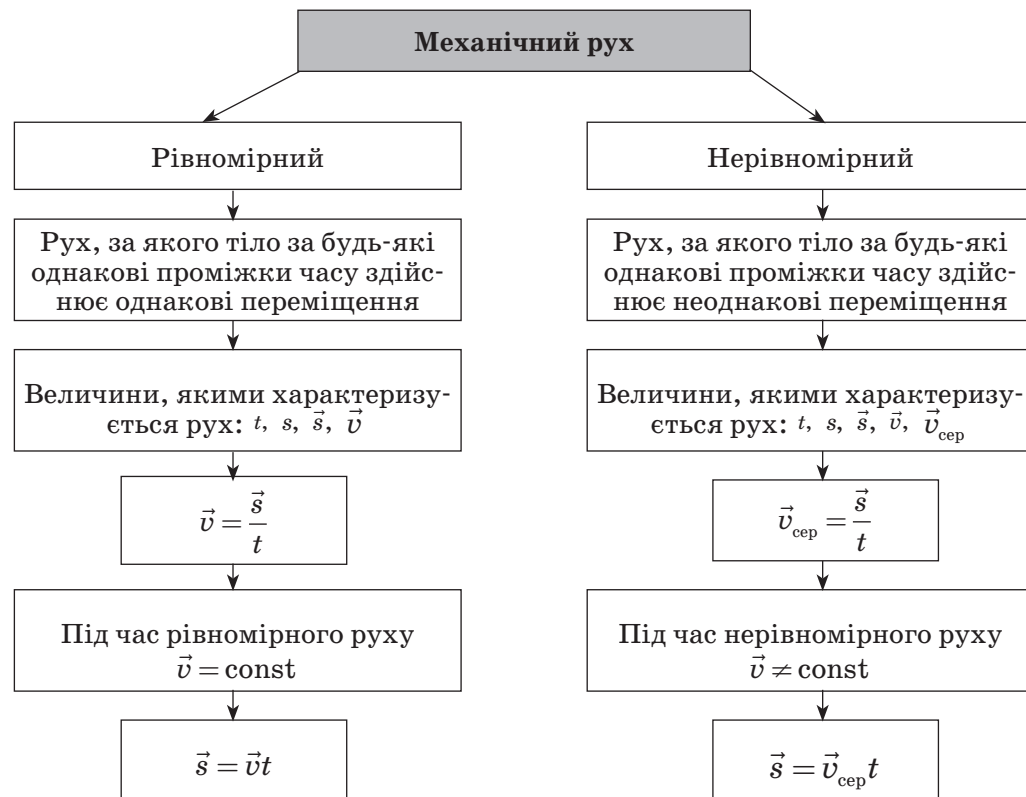 Механічний рух
Рівномірний
Рух, за якого тіло за будь-які
однакові проміжки часу здійс-
нює однакові переміщення
Величини, якими характеризу-
ється рух: t, s, s⃗, v⃗
v⃗ = s⃗/t
Під час рівномірного руху
v⃗ = const
s⃗ = v⃗t
Нерівномірний
Рух, за якого тіло за будь-які
однакові проміжки часу здійс-
нює неоднакові переміщення
Величини, якими характеризу-
ється рух: t, s, s⃗, v⃗, v⃗сер
v⃗сер = s⃗/t
Під час нерівномірного руху
v⃗ ≠ const
s⃗ = v⃗сер t